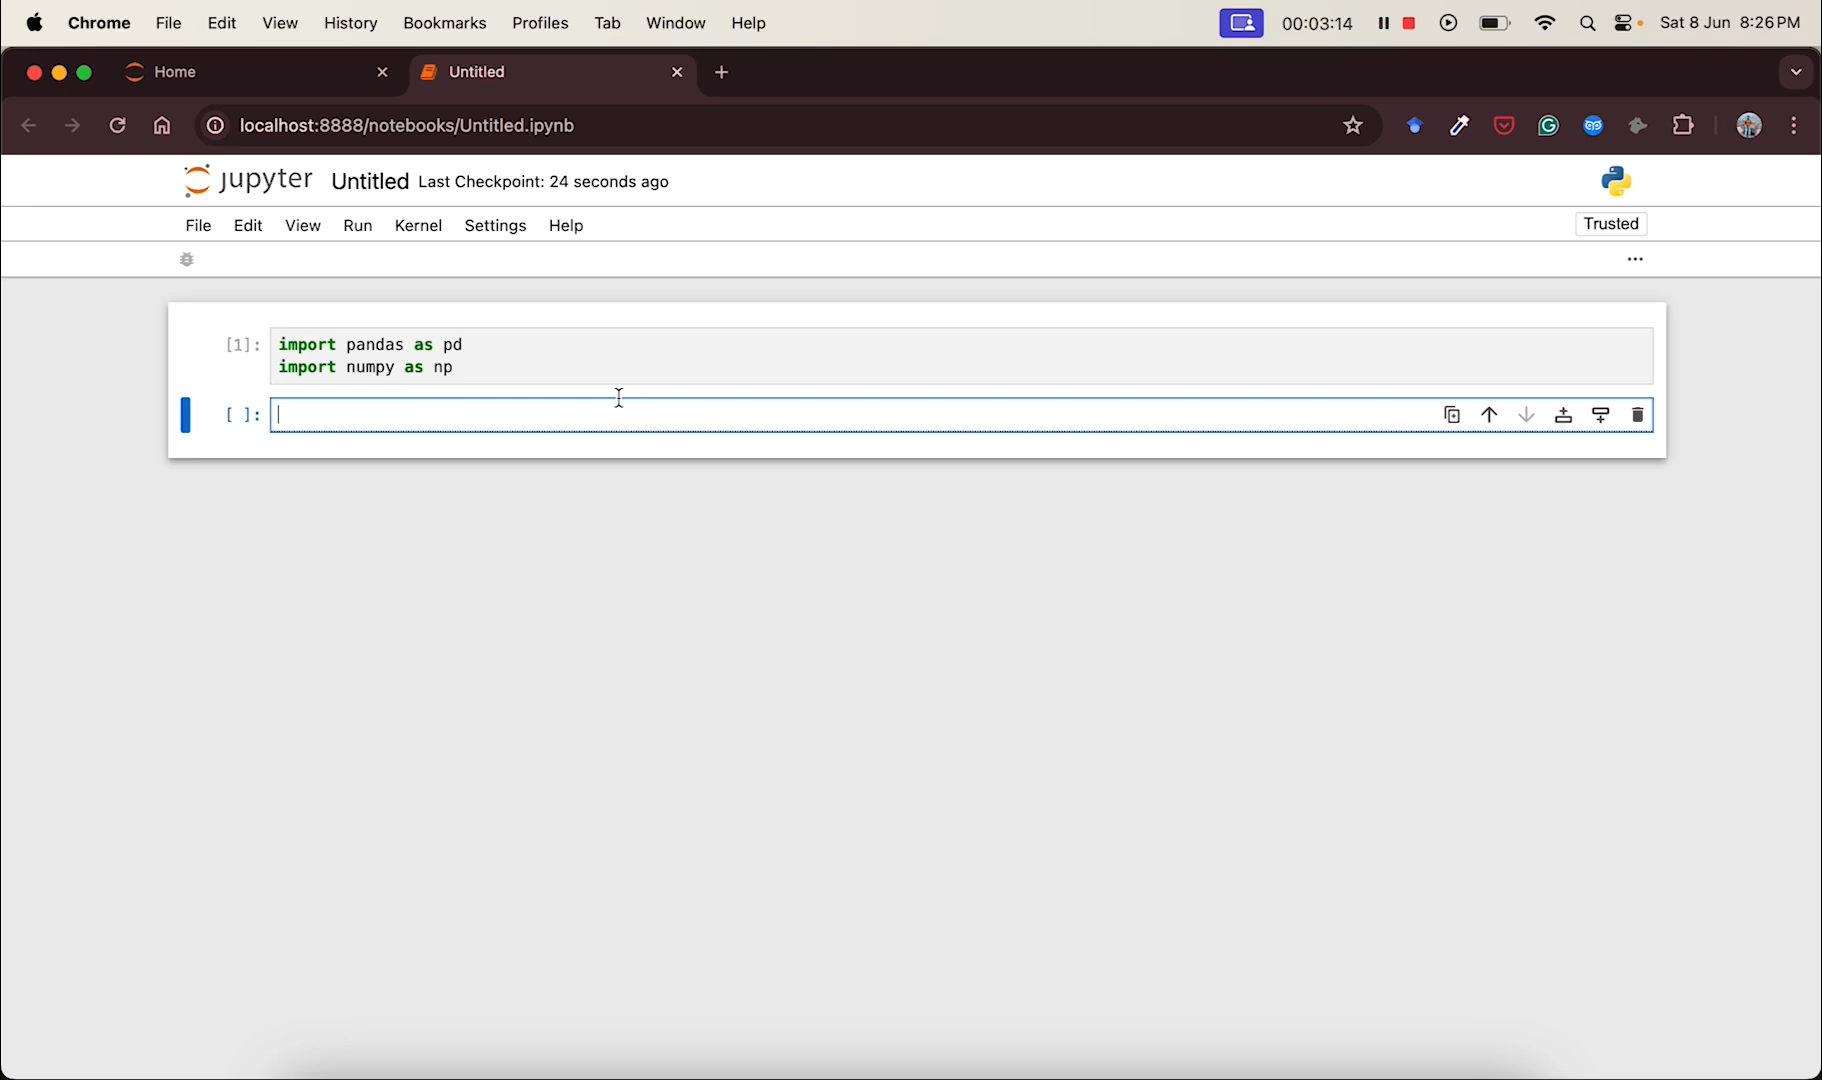 Chrome File Edit View History Bookmarks Profiles Tab Window Help 00:03:14 Sat 8 Jun 8:26 PM
Home Untitled
localhost:8888/notebooks/Untitled.ipynb
jupyter Untitled Last Checkpoint: 24 seconds ago
File Edit View Run Kernel Settings Help Trusted
[1]: import pandas as pd
import numpy as np
[ ]: